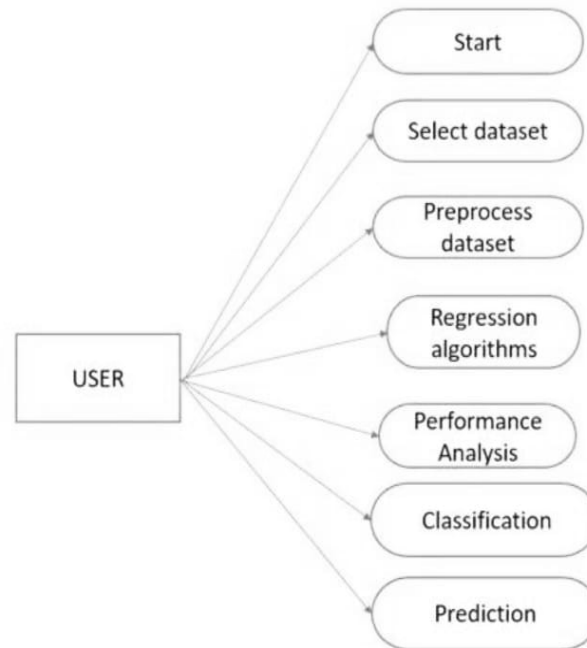 Start
Select dataset
Preprocess
dataset
Regression
algorithms
USER
Performance
Analysis
Classification
Prediction